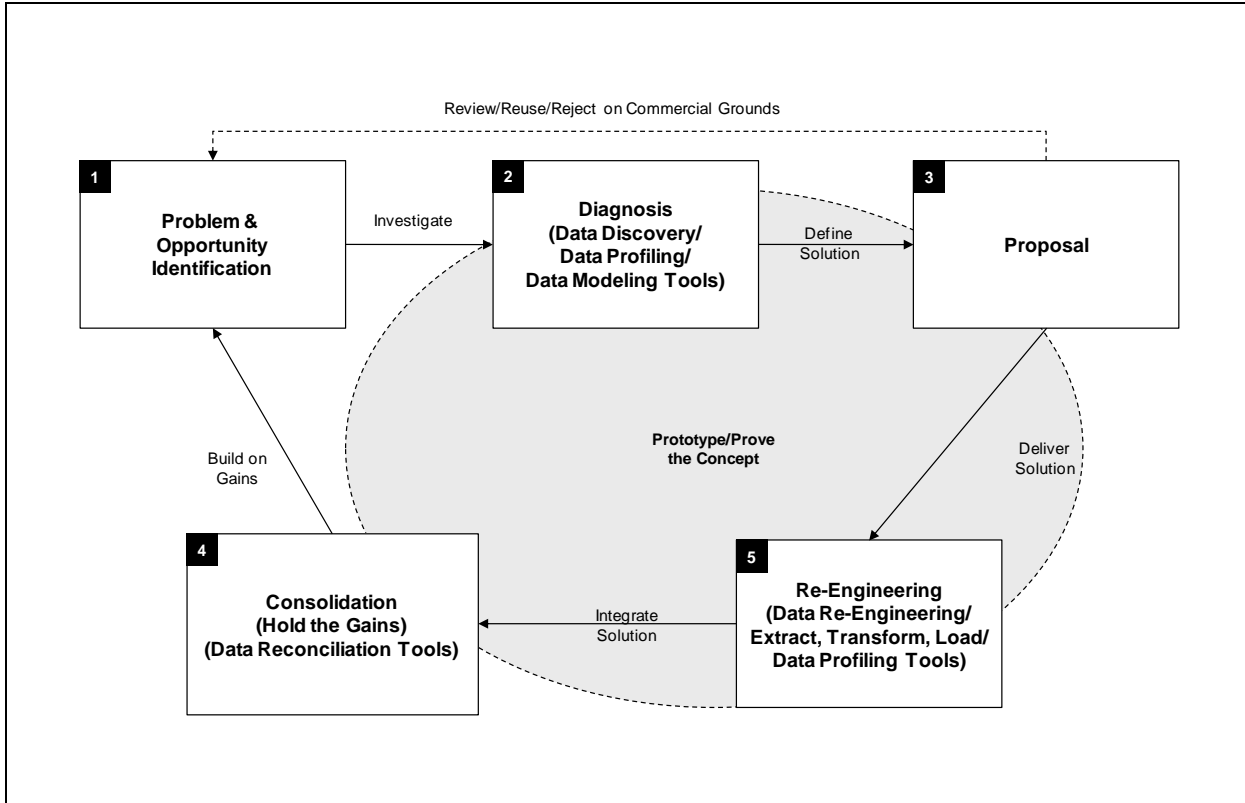 Review/Reuse/Reject on Commercial Grounds
1
Problem &
Opportunity
Identification
Investigate
2
Diagnosis
(Data Discovery/
Data Profiling/
Data Modeling Tools)
Define
Solution
3
Proposal
Prototype/Prove
the Concept
Build on
Gains
Deliver
Solution
4
Consolidation
(Hold the Gains)
(Data Reconciliation Tools)
Integrate
Solution
5
Re-Engineering
(Data Re-Engineering/
Extract, Transform, Load/
Data Profiling Tools)